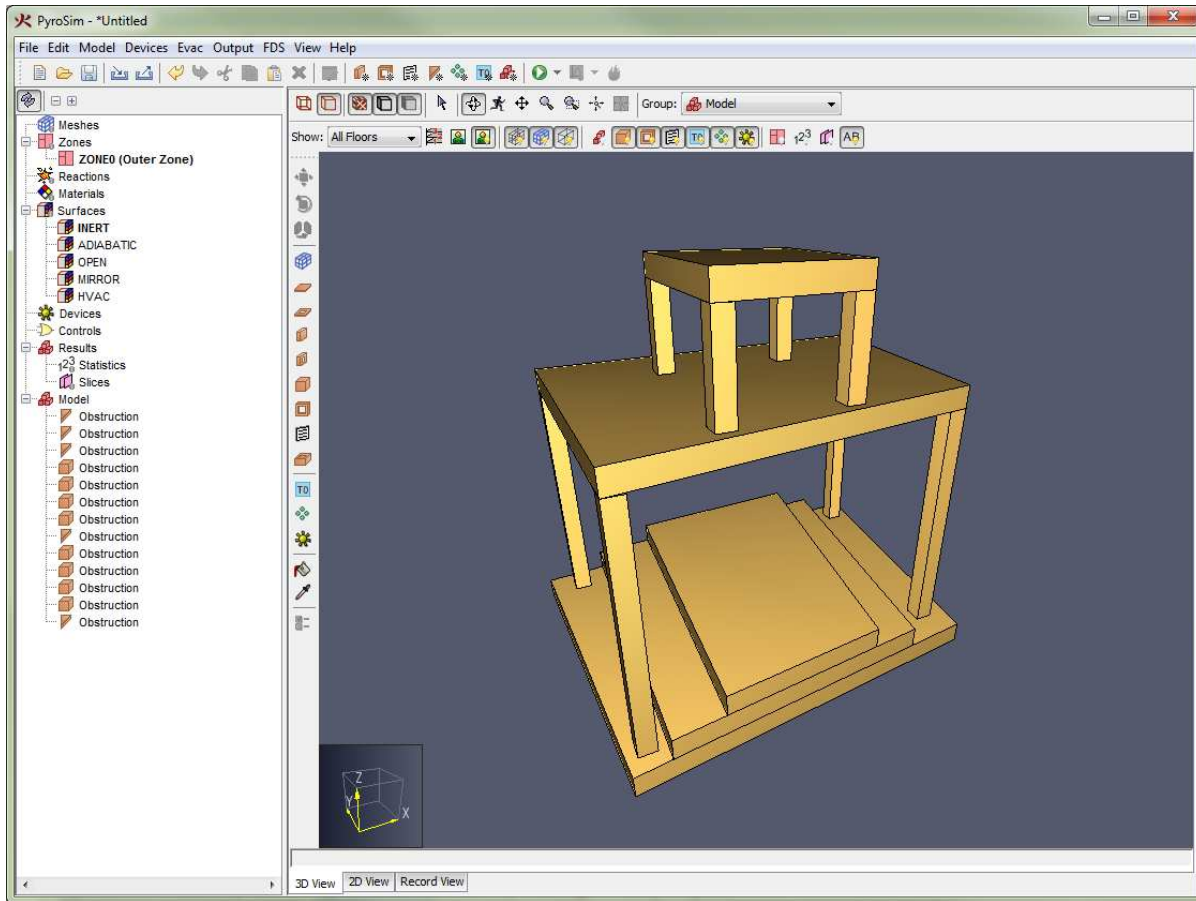 PyroSim - *Untitled
File Edit Model Devices Evac Output FDS View Help
Group: Model
Show: All Floors
Meshes
Zones
ZONE0 (Outer Zone)
Reactions
Materials
Surfaces
INERT
ADIABATIC
OPEN
MIRROR
HVAC
Devices
Controls
Results
Statistics
Slices
Model
Obstruction
Obstruction
Obstruction
Obstruction
Obstruction
Obstruction
Obstruction
Obstruction
Obstruction
Obstruction
Obstruction
Obstruction
Obstruction
Z
Y
X
3D View 2D View Record View